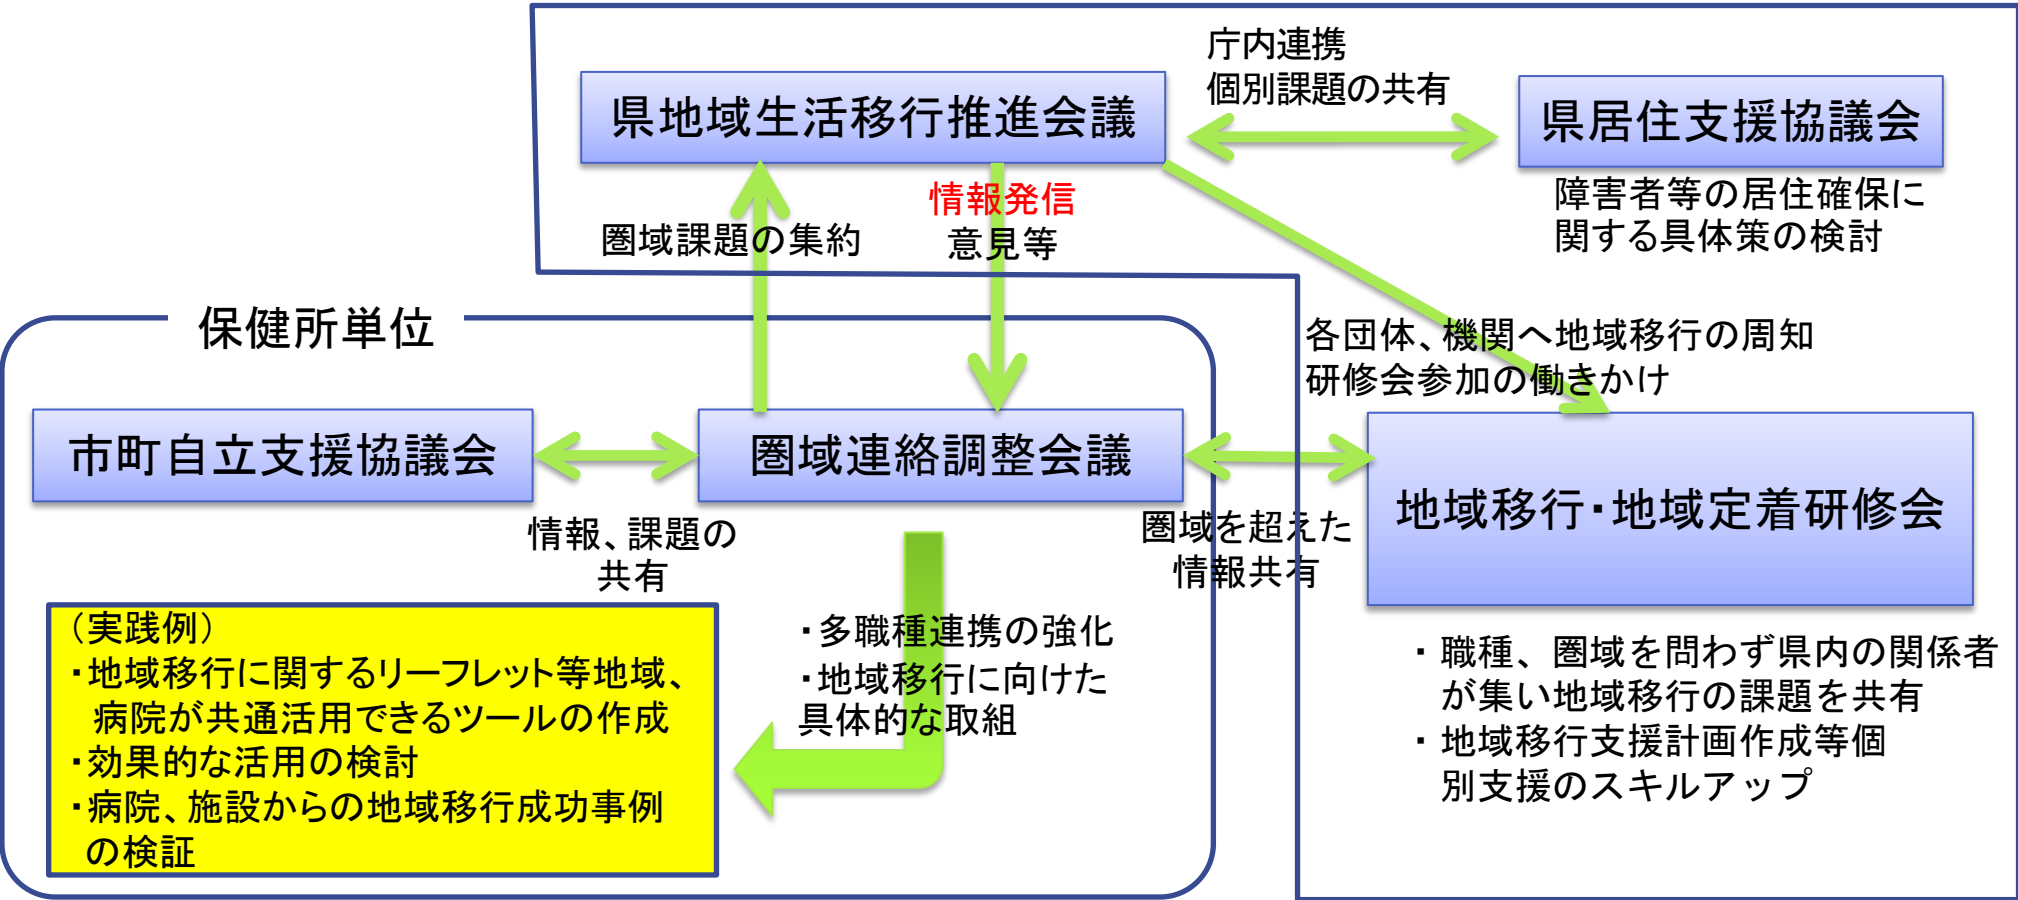 庁内連携
個別課題の共有
県地域生活移行推進会議
県居住支援協議会
障害者等の居住確保に
関する具体策の検討
情報発信
意見等
圏域課題の集約
保健所単位
各団体、機関へ地域移行の周知
研修会参加の働きかけ
市町自立支援協議会
圏域連絡調整会議
地域移行・地域定着研修会
情報、課題の
共有
圏域を超えた
情報共有
（実践例）
・地域移行に関するリーフレット等地域、
病院が共通活用できるツールの作成
・効果的な活用の検討
・病院、施設からの地域移行成功事例
の検証
・多職種連携の強化
・地域移行に向けた
具体的な取組
・職種、圏域を問わず県内の関係者
が集い地域移行の課題を共有
・地域移行支援計画作成等個
別支援のスキルアップ